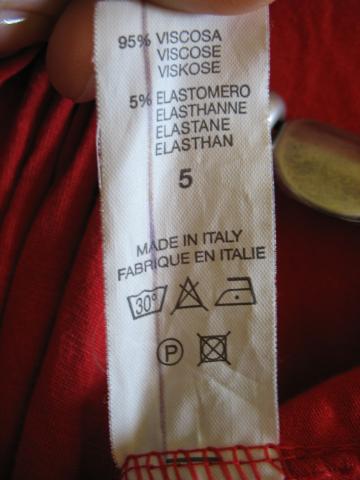 95% VISCOSA
VISCOSE
VISKOSE
5% ELASTOMERO
ELASTHANNE
ELASTANE
ELASTHAN
5
MADE IN ITALY
FABRIQUE EN ITALIE
30°
P